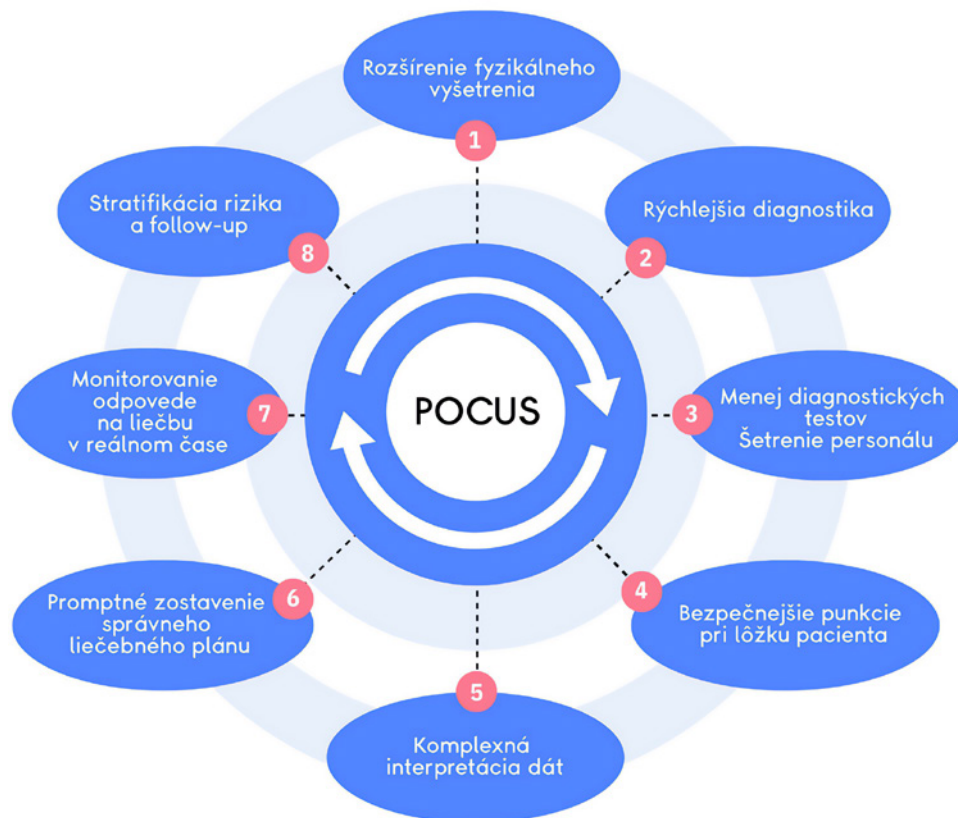 Rozšírenie fyzikálneho
vyšetrenia
1
Rýchlejšia diagnostika
2
Menej diagnostických
testov
Šetrenie personálu
3
Bezpečnejšie punkcie
pri lôžku pacienta
4
Komplexná
interpretácia dát
5
Promptné zostavenie
správneho
liečebného plánu
6
Monitorovanie
odpovede
na liečbu
v reálnom čase
7
Stratifikácia rizika
a follow-up
8
POCUS